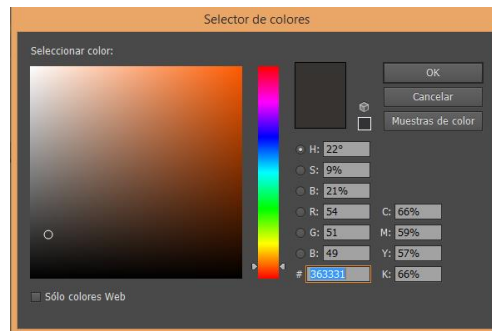 Selector de colores
Seleccionar color:
OK
Cancelar
Muestras de color
H: 22°
S: 9%
B: 21%
R: 54 C: 66%
G: 51 M: 59%
B: 49 Y: 57%
# 363331 K: 66%
Sólo colores Web